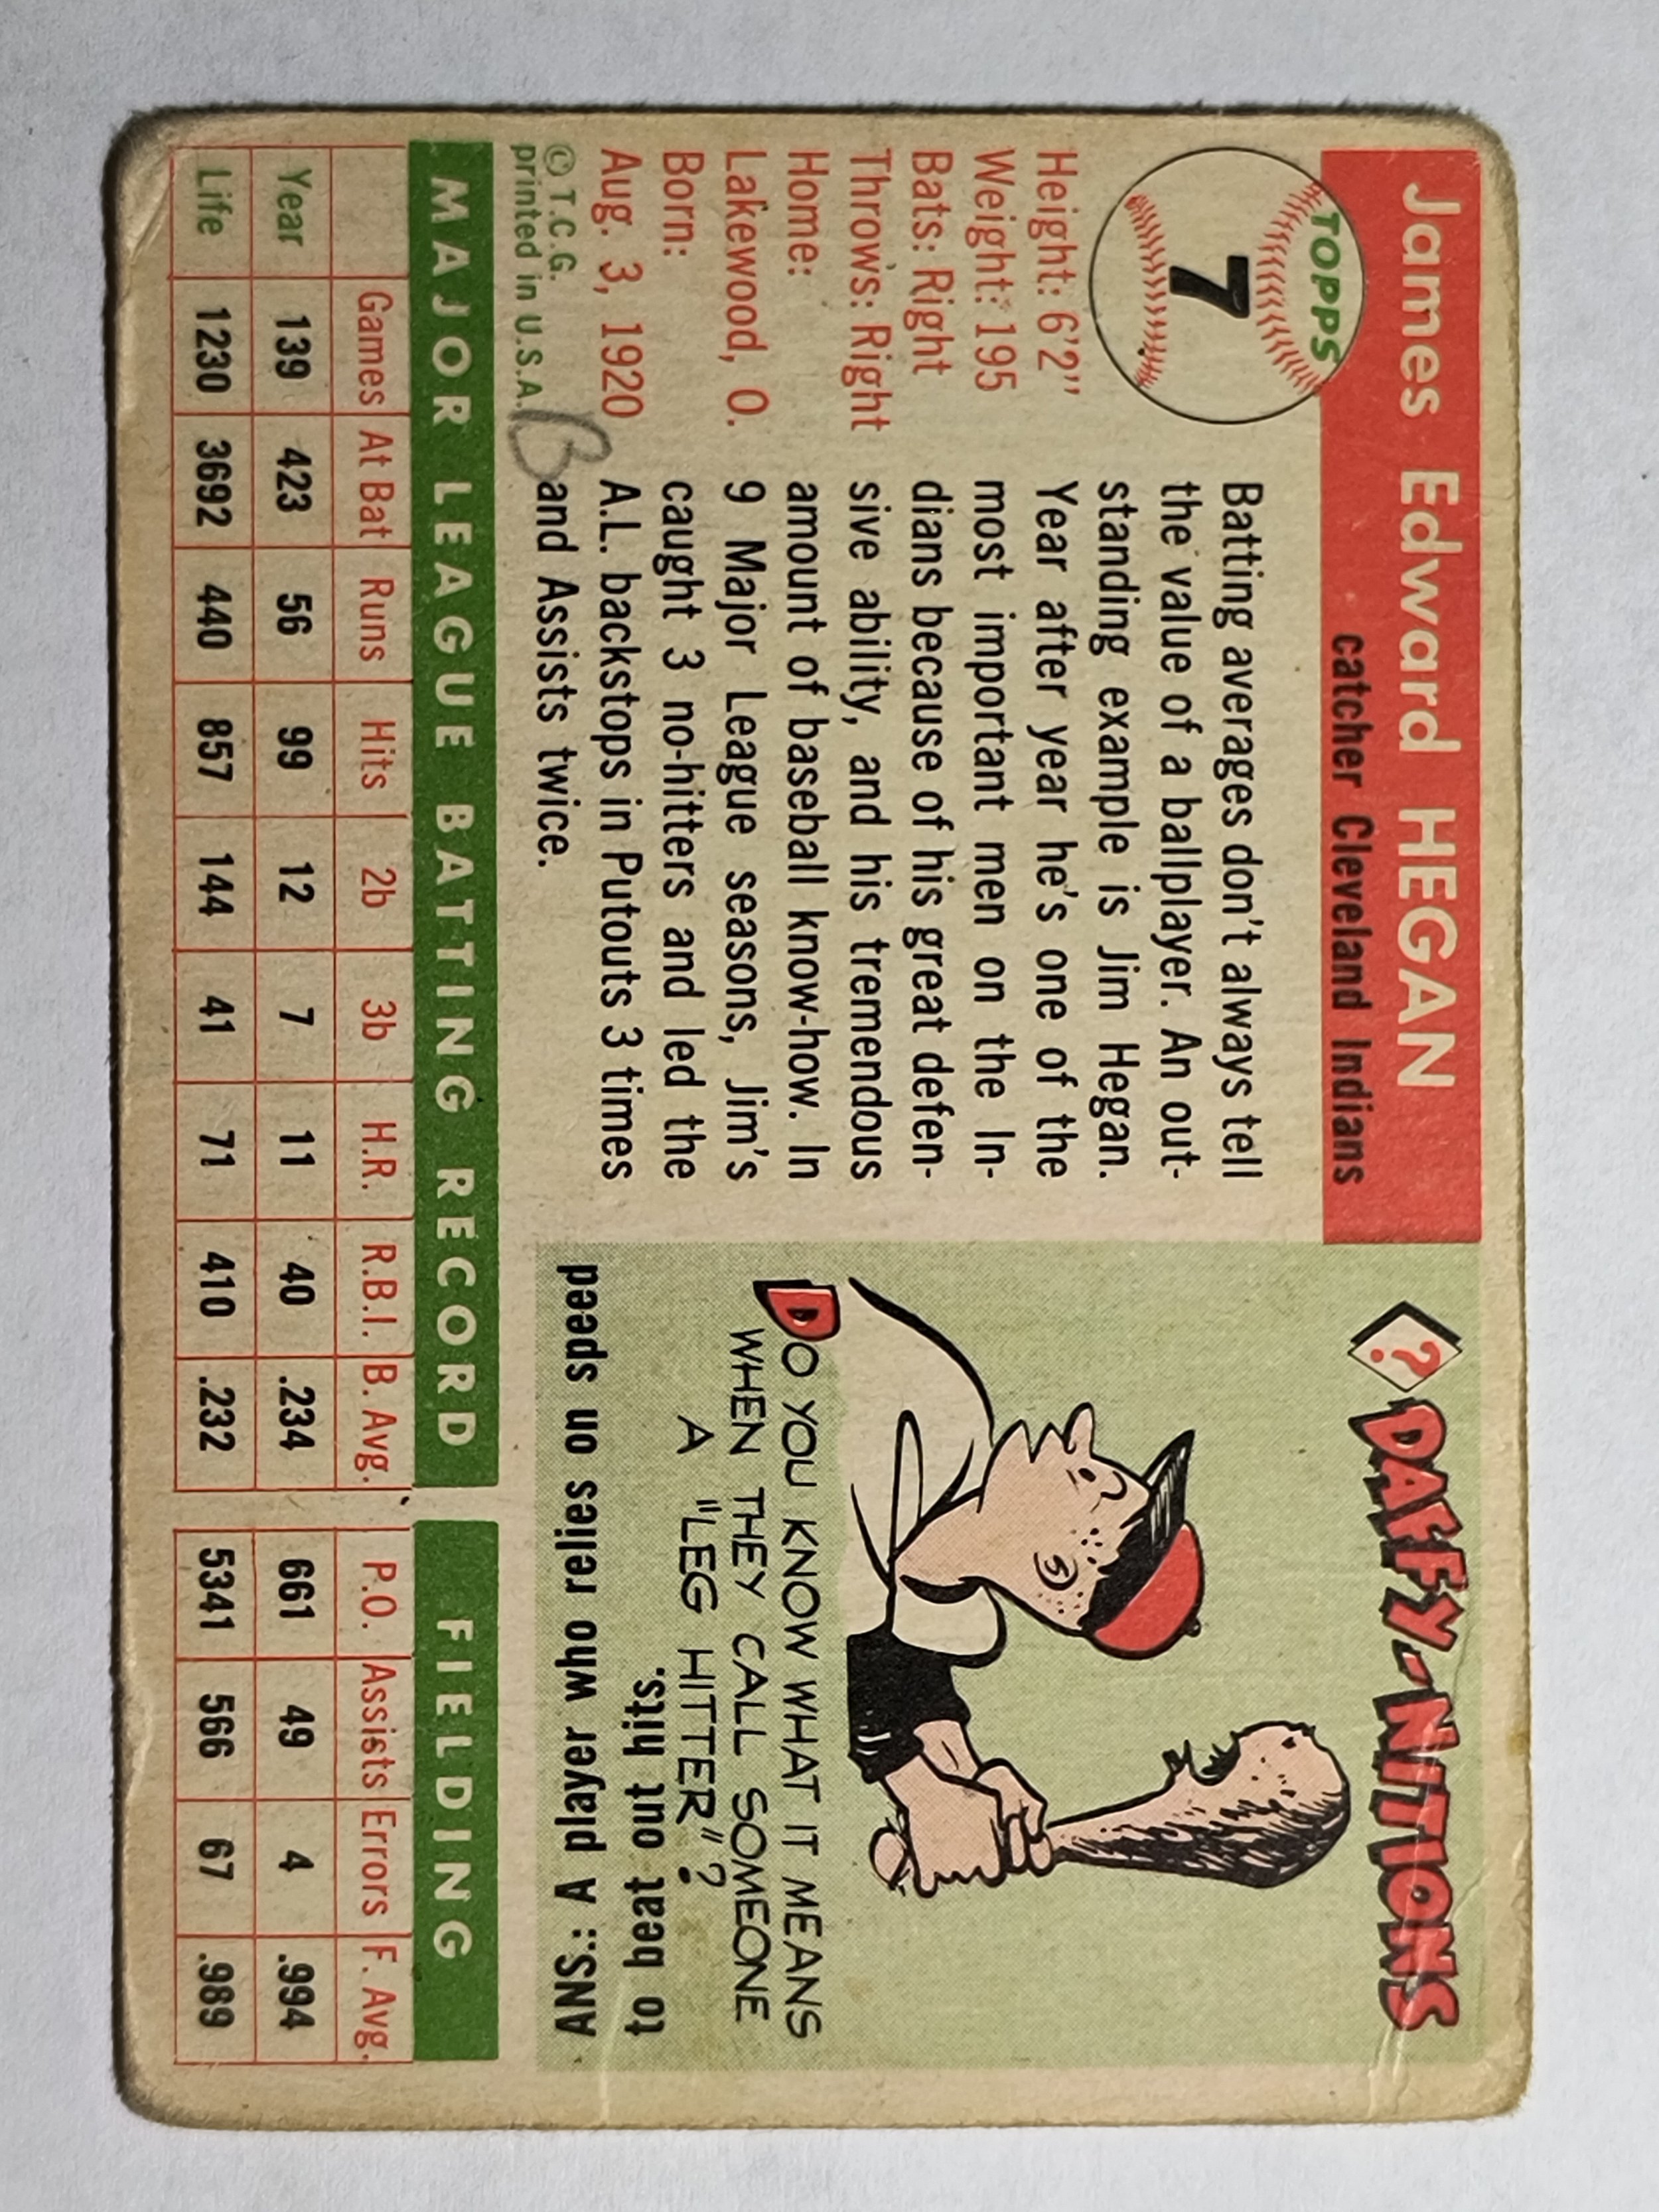 James Edward HEGAN
catcher Cleveland Indians
TOPPS
7
Height: 6'2"
Weight: 195
Bats: Right
Throws: Right
Home:
Lakewood, O.
Born:
Aug. 3, 1920
© T.C.G.
printed in U.S.A.
B
Batting averages don't always tell
the value of a ballplayer. An out-
standing example is Jim Hegan.
Year after year he's one of the
most important men on the In-
dians because of his great defen-
sive ability, and his tremendous
amount of baseball know-how. In
9 Major League seasons, Jim's
caught 3 no-hitters and led the
A.L. backstops in Putouts 3 times
and Assists twice.
? DAFFY-NITIONS
DO YOU KNOW WHAT IT MEANS
WHEN THEY CALL SOMEONE
A "LEG HITTER"?
ANS.: A player who relies on speed
to beat out hits.
MAJOR LEAGUE BATTING RECORD FIELDING
Games At Bat Runs Hits 2b 3b H.R. R.B.I. B. Avg. P.O. Assists Errors F. Avg.
Year 139 423 56 99 12 7 11 40 .234 661 49 4 .994
Life 1230 3692 440 857 144 41 71 410 .232 5341 566 67 .989